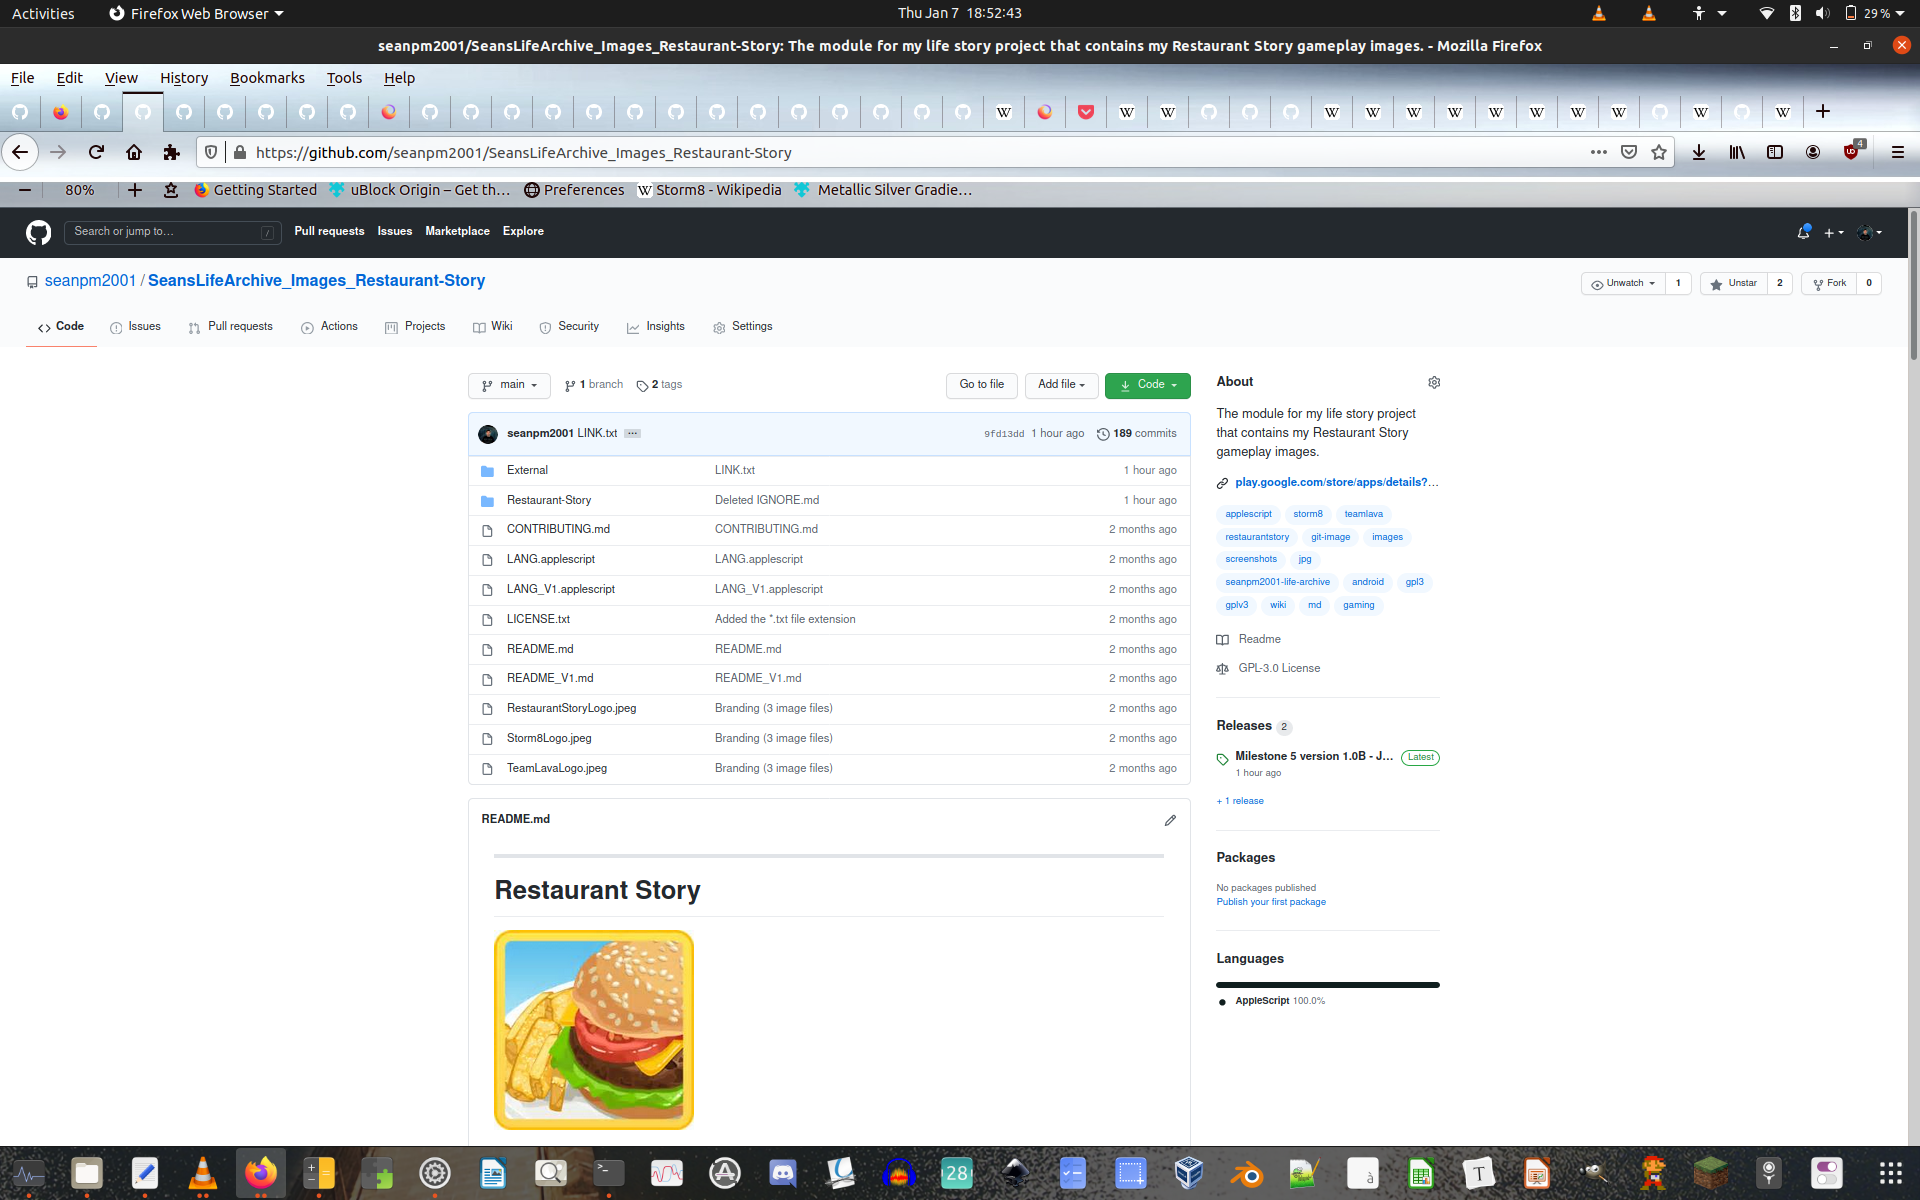 Activities Firefox Web Browser Thu Jan 7 18:52:43 29 %
seanpm2001/SeansLifeArchive_Images_Restaurant-Story: The module for my life story project that contains my Restaurant Story gameplay images. - Mozilla Firefox
File Edit View History Bookmarks Tools Help
https://github.com/seanpm2001/SeansLifeArchive_Images_Restaurant-Story 4
80% Getting Started uBlock Origin – Get th… Preferences Storm8 - Wikipedia Metallic Silver Gradie…
Search or jump to… / Pull requests Issues Marketplace Explore
seanpm2001 / SeansLifeArchive_Images_Restaurant-Story Unwatch 1 Unstar 2 Fork 0
Code Issues Pull requests Actions Projects Wiki Security Insights Settings
main 1 branch 2 tags Go to file Add file Code
seanpm2001 LINK.txt 9fd13dd 1 hour ago 189 commits
External LINK.txt 1 hour ago
Restaurant-Story Deleted IGNORE.md 1 hour ago
CONTRIBUTING.md CONTRIBUTING.md 2 months ago
LANG.applescript LANG.applescript 2 months ago
LANG_V1.applescript LANG_V1.applescript 2 months ago
LICENSE.txt Added the *.txt file extension 2 months ago
README.md README.md 2 months ago
README_V1.md README_V1.md 2 months ago
RestaurantStoryLogo.jpeg Branding (3 image files) 2 months ago
Storm8Logo.jpeg Branding (3 image files) 2 months ago
TeamLavaLogo.jpeg Branding (3 image files) 2 months ago
README.md
Restaurant Story
About
The module for my life story project
that contains my Restaurant Story
gameplay images.
play.google.com/store/apps/details?…
applescript storm8 teamlava
restaurantstory git-image images
screenshots jpg
seanpm2001-life-archive android gpl3
gplv3 wiki md gaming
Readme
GPL-3.0 License
Releases 2
Milestone 5 version 1.0B - J… Latest
1 hour ago
+ 1 release
Packages
No packages published
Publish your first package
Languages
AppleScript 100.0%
28